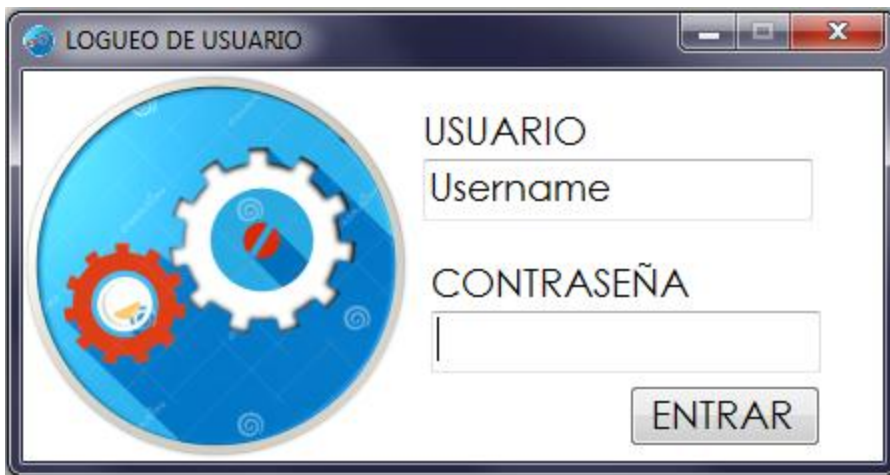 LOGUEO DE USUARIO
USUARIO
Username
CONTRASEÑA
ENTRAR